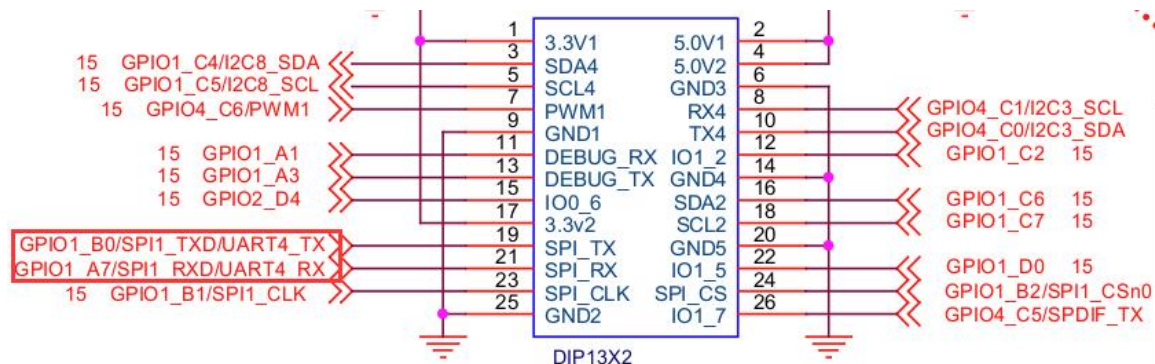 1 2
3.3V1 5.0V1
15 GPIO1_C4/I2C8_SDA 3 SDA4 5.0V2 4
15 GPIO1_C5/I2C8_SCL 5 SCL4 GND3 6
15 GPIO4_C6/PWM1 7 PWM1 RX4 8 GPIO4_C1/I2C3_SCL
9 GND1 TX4 10 GPIO4_C0/I2C3_SDA
15 GPIO1_A1 11 DEBUG_RX IO1_2 12 GPIO1_C2 15
15 GPIO1_A3 13 DEBUG_TX GND4 14
15 GPIO2_D4 15 IO0_6 SDA2 16 GPIO1_C6 15
17 3.3v2 SCL2 18 GPIO1_C7 15
GPIO1_B0/SPI1_TXD/UART4_TX 19 SPI_TX GND5 20
GPIO1_A7/SPI1_RXD/UART4_RX 21 SPI_RX IO1_5 22 GPIO1_D0 15
15 GPIO1_B1/SPI1_CLK 23 SPI_CLK SPI_CS 24 GPIO1_B2/SPI1_CSn0
25 GND2 IO1_7 26 GPIO4_C5/SPDIF_TX
DIP13X2